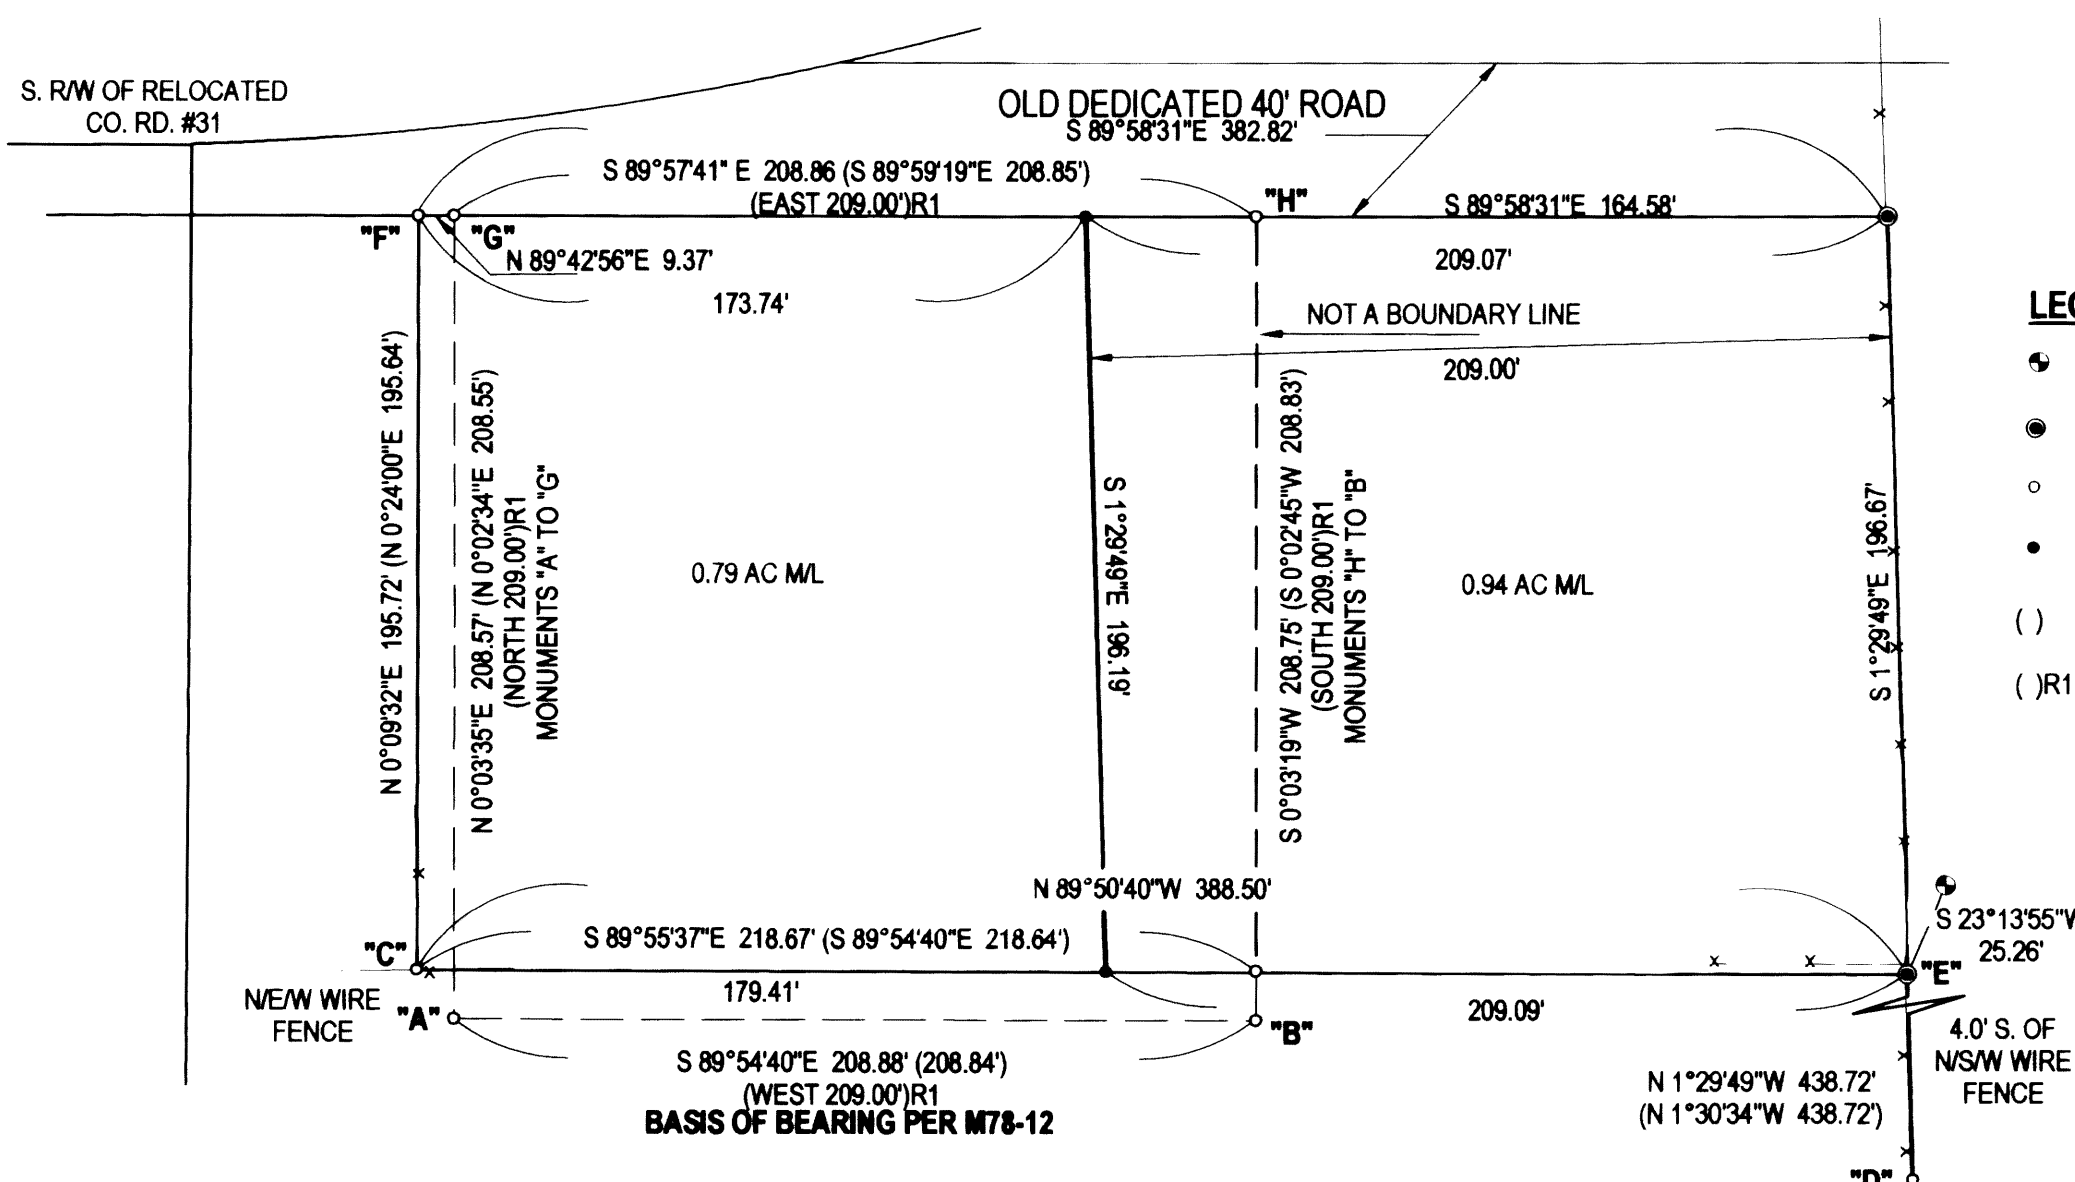 S. R/W OF RELOCATED
CO. RD. #31
OLD DEDICATED 40' ROAD
S 89°58'31"E 382.82'
S 89°57'41" E 208.86 (S 89°59'19"E 208.85')
(EAST 209.00')R1
"H"
S 89°58'31"E 164.58'
"F"
"G"
N 89°42'56"E 9.37'
173.74'
209.07'
NOT A BOUNDARY LINE
209.00'
N 0°09'32"E 195.72' (N 0°24'00"E 195.64')
N 0°03'35"E 208.57' (N 0°02'34"E 208.55')
(NORTH 209.00')R1
MONUMENTS "A" TO "G"
0.79 AC M/L
S 1°29'49"E 196.19'
S 0°03'19"W 208.75' (S 0°02'45"W 208.83')
(SOUTH 209.00')R1
MONUMENTS "H" TO "B"
0.94 AC M/L
S 1°29'49"E 196.67'
( )
( )R1
N 89°50'40"W 388.50'
S 89°55'37"E 218.67' (S 89°54'40"E 218.64')
"C"
179.41'
N/E/W WIRE
FENCE
"A"
"B"
209.09'
S 89°54'40"E 208.88' (208.84')
(WEST 209.00')R1
BASIS OF BEARING PER M78-12
S 23°13'55"W
25.26'
"E"
4.0' S. OF
N/S/W WIRE
FENCE
N 1°29'49"W 438.72'
(N 1°30'34"W 438.72')
"D"